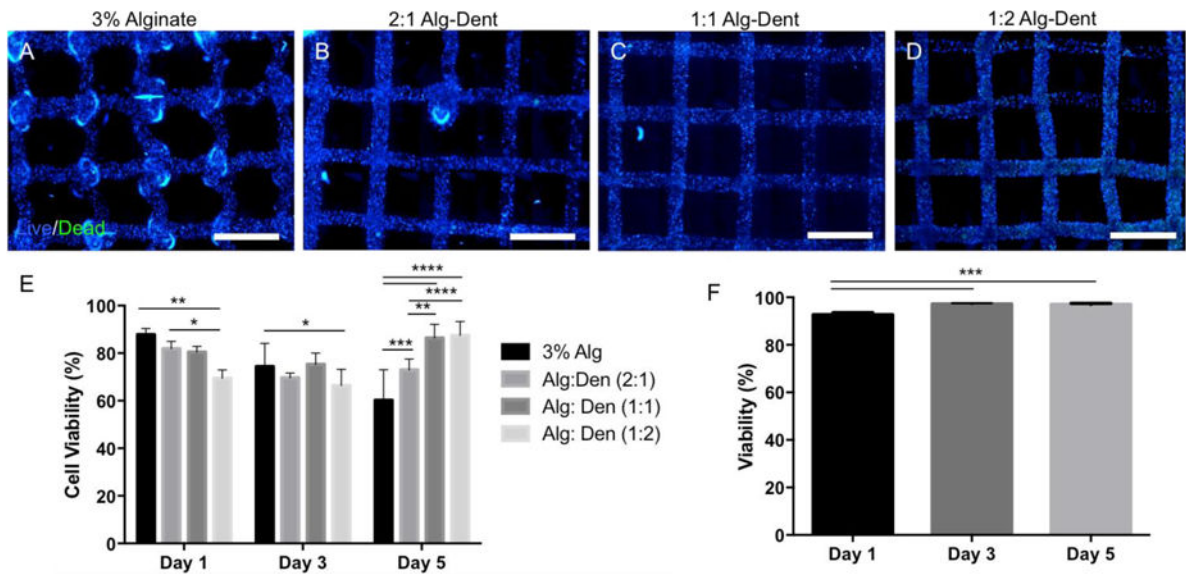 3% Alginate
2:1 Alg-Dent
1:1 Alg-Dent
1:2 Alg-Dent
A
B
C
D
Live/Dead
E
Cell Viability (%)
100
80
60
40
20
0
**
*
*
****
****
**
***
Day 1
Day 3
Day 5
3% Alg
Alg:Den (2:1)
Alg: Den (1:1)
Alg: Den (1:2)
F
Viability (%)
100
80
60
40
20
0
***
Day 1
Day 3
Day 5